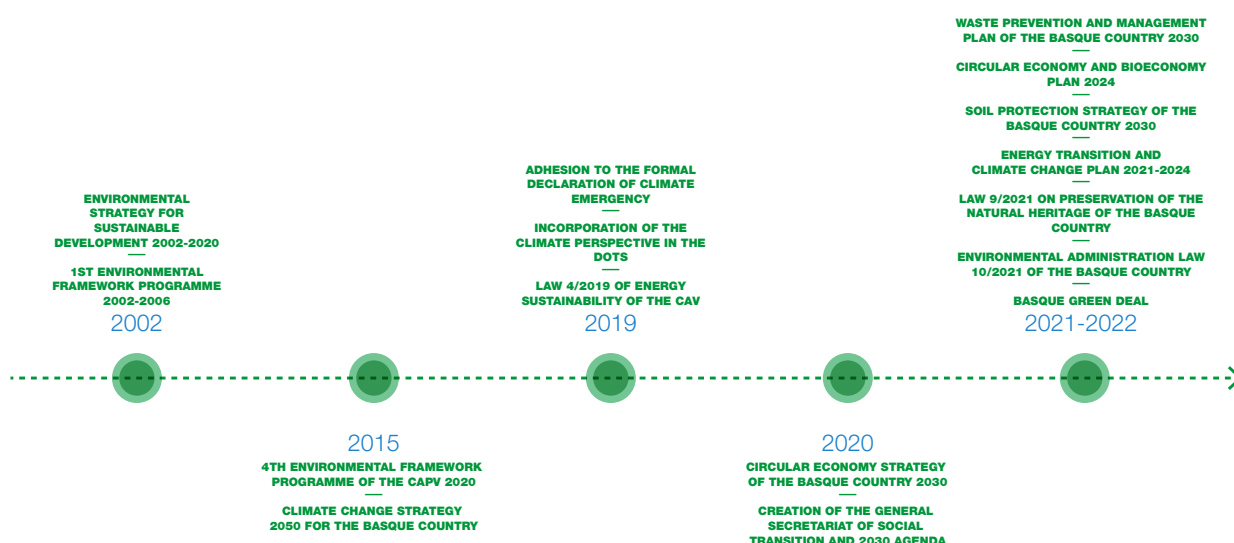 ENVIRONMENTAL
STRATEGY FOR
SUSTAINABLE
DEVELOPMENT 2002-2020
1ST ENVIRONMENTAL
FRAMEWORK PROGRAMME
2002-2006
2002
2015
4TH ENVIRONMENTAL FRAMEWORK
PROGRAMME OF THE CAPV 2020
CLIMATE CHANGE STRATEGY
2050 FOR THE BASQUE COUNTRY
ADHESION TO THE FORMAL
DECLARATION OF CLIMATE
EMERGENCY
INCORPORATION OF THE
CLIMATE PERSPECTIVE IN THE
DOTS
LAW 4/2019 OF ENERGY
SUSTAINABILITY OF THE CAV
2019
2020
CIRCULAR ECONOMY STRATEGY
OF THE BASQUE COUNTRY 2030
CREATION OF THE GENERAL
SECRETARIAT OF SOCIAL
TRANSITION AND 2030 AGENDA
WASTE PREVENTION AND MANAGEMENT
PLAN OF THE BASQUE COUNTRY 2030
CIRCULAR ECONOMY AND BIOECONOMY
PLAN 2024
SOIL PROTECTION STRATEGY OF THE
BASQUE COUNTRY 2030
ENERGY TRANSITION AND
CLIMATE CHANGE PLAN 2021-2024
LAW 9/2021 ON PRESERVATION OF THE
NATURAL HERITAGE OF THE BASQUE
COUNTRY
ENVIRONMENTAL ADMINISTRATION LAW
10/2021 OF THE BASQUE COUNTRY
BASQUE GREEN DEAL
2021-2022